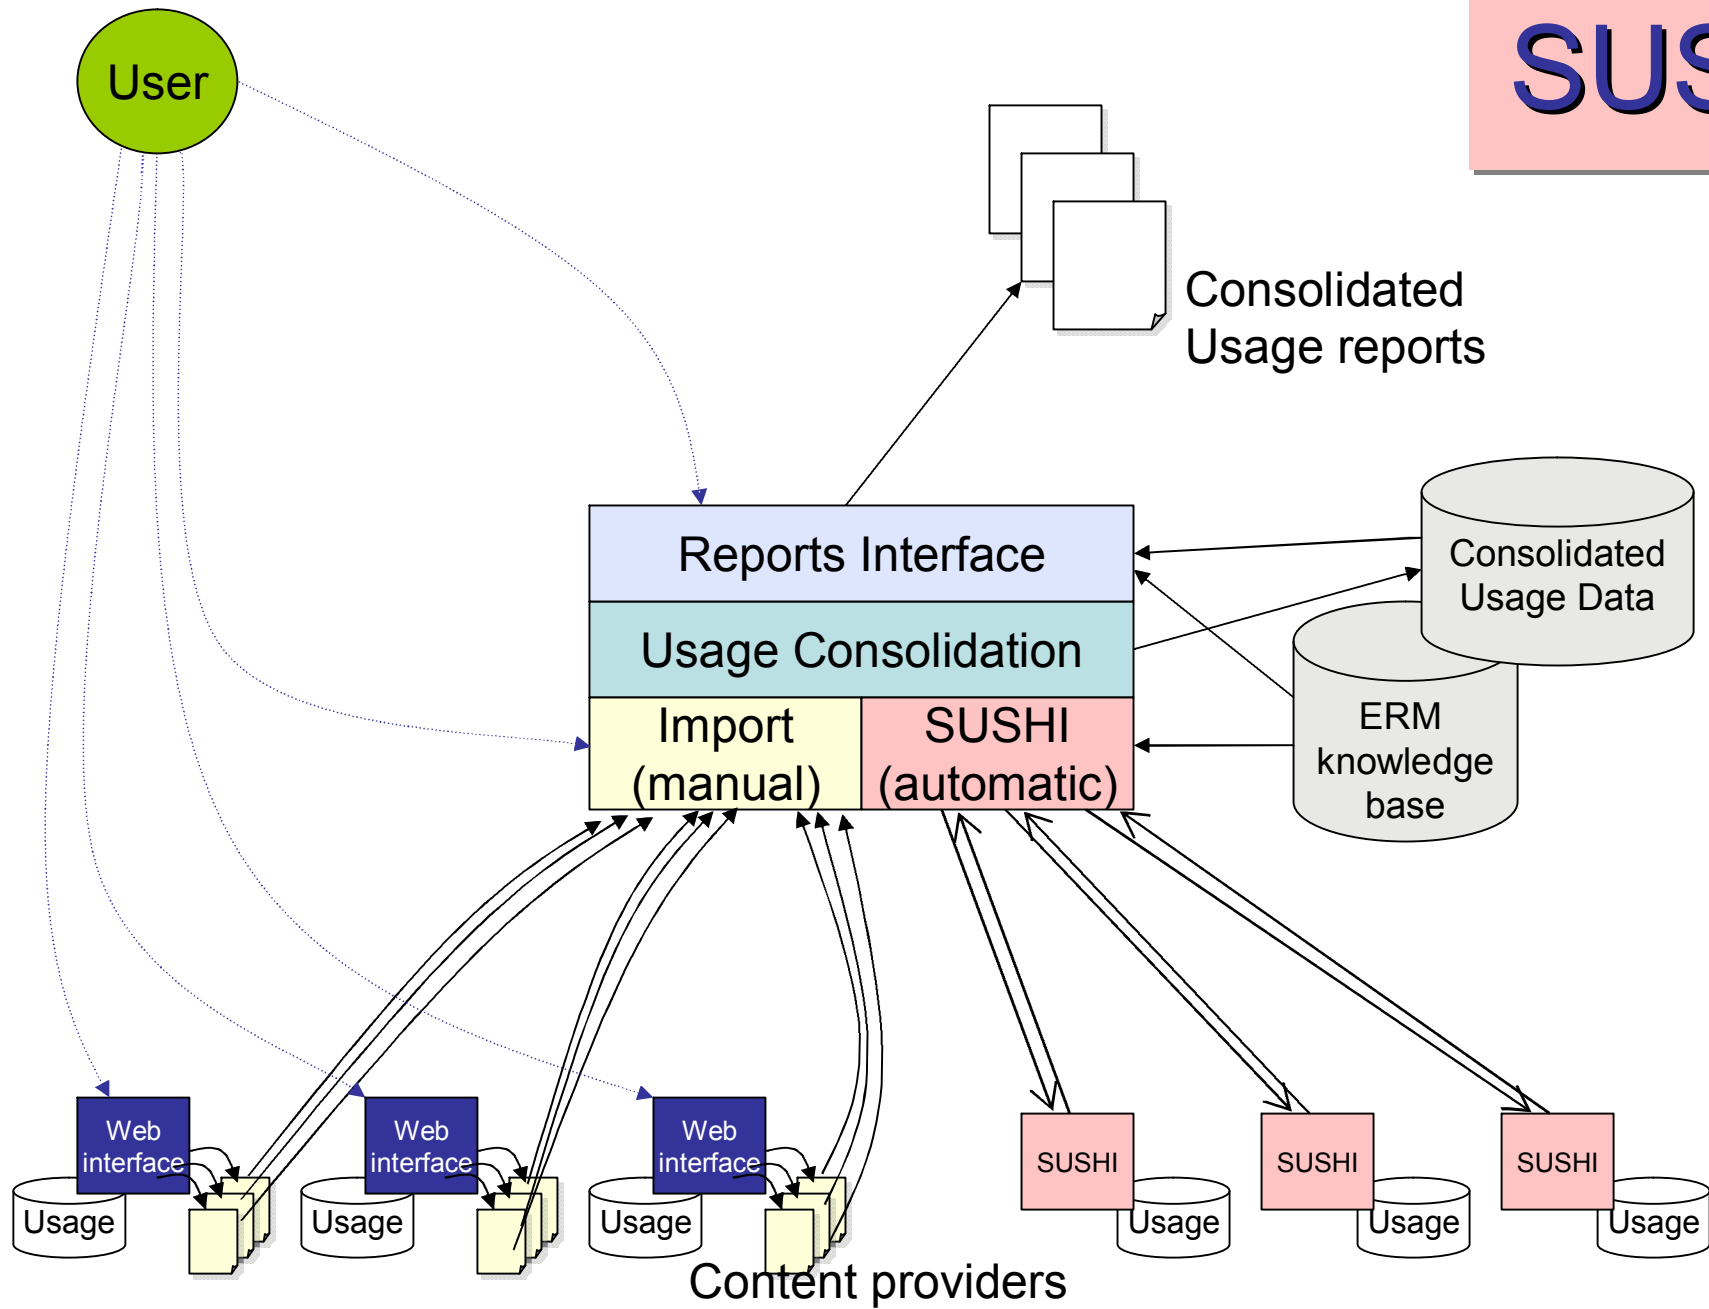 SUS
User
Consolidated
Usage reports
Reports Interface
Usage Consolidation
Import
(manual)
SUSHI
(automatic)
Consolidated
Usage Data
ERM
knowledge
base
Web
interface
Usage
Web
interface
Usage
Web
interface
Usage
SUSHI
Usage
SUSHI
Usage
SUSHI
Usage
Content providers